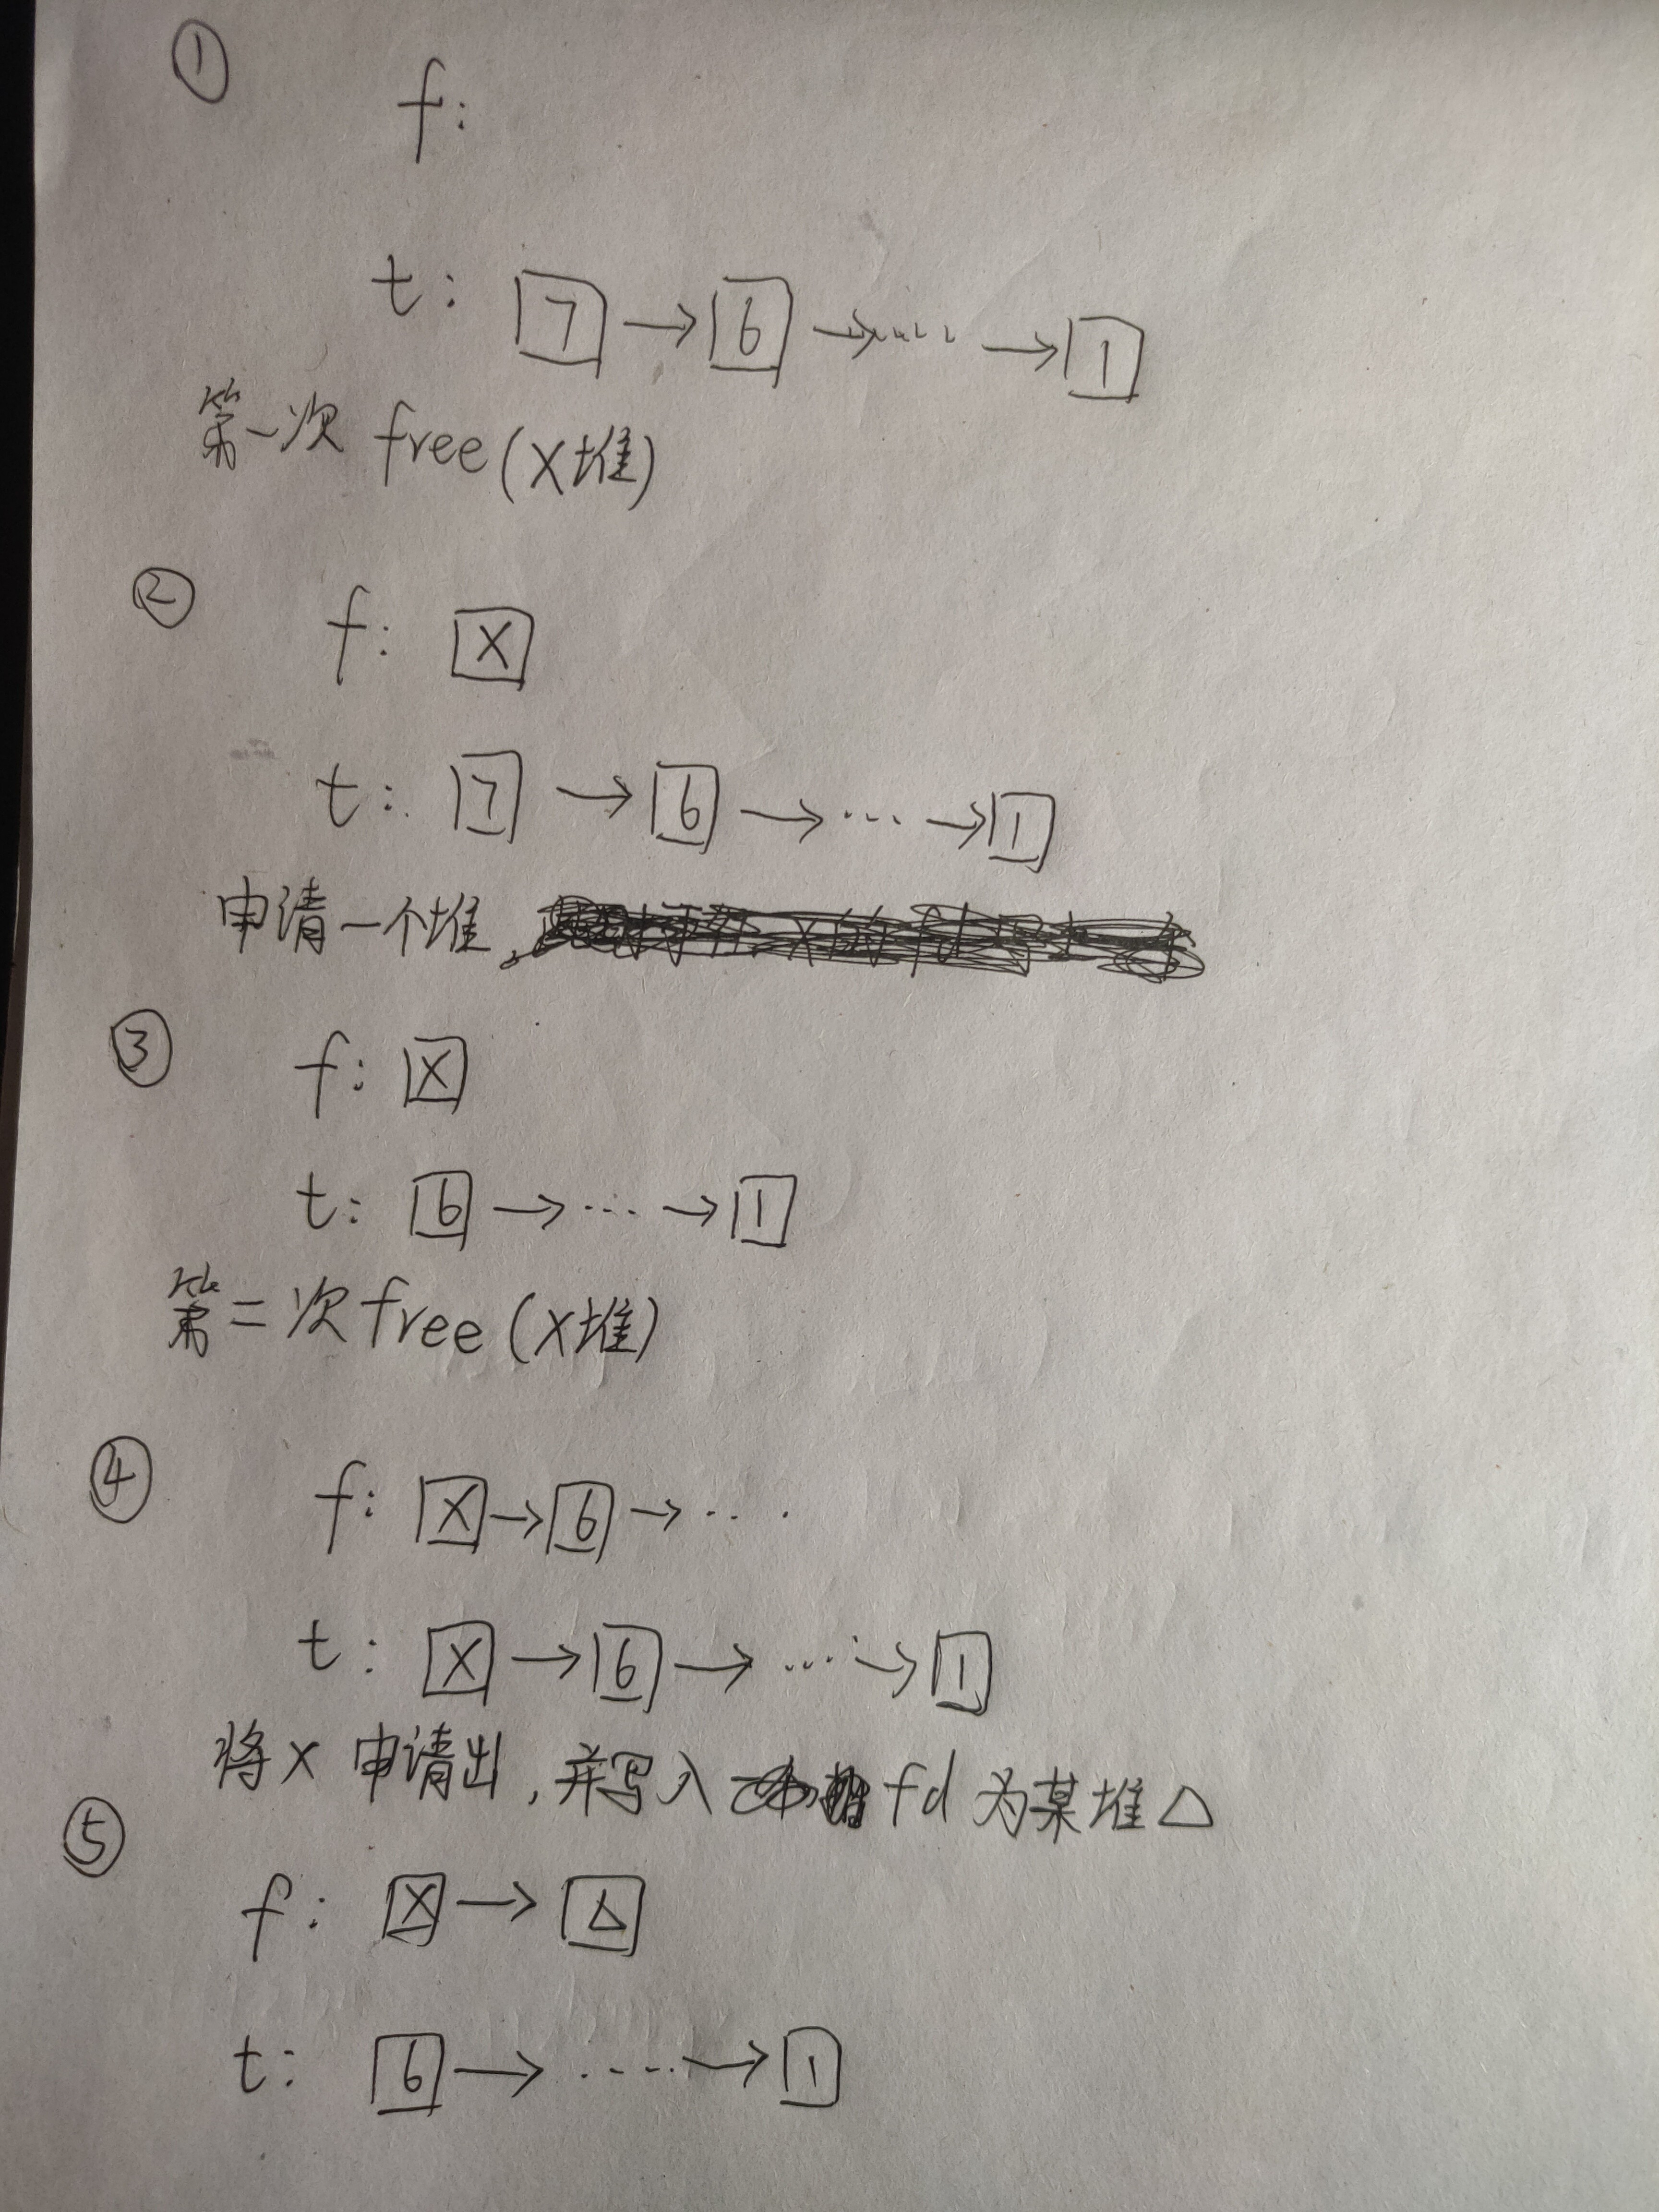 ①
f:
t: 7 → 6 → ..... → 1
第一次 free(X堆)
②
f: X
t: 7 → 6 → ... → 1
申请一个堆,
③
f: X
t: 6 → ... → 1
第二次free(X堆)
④
f: X → 6 → ...
t: X → 6 → .... → 1
将X申请出,并写入 fd 为某堆△
⑤
f: X → △
t: 6 → ..... → 1